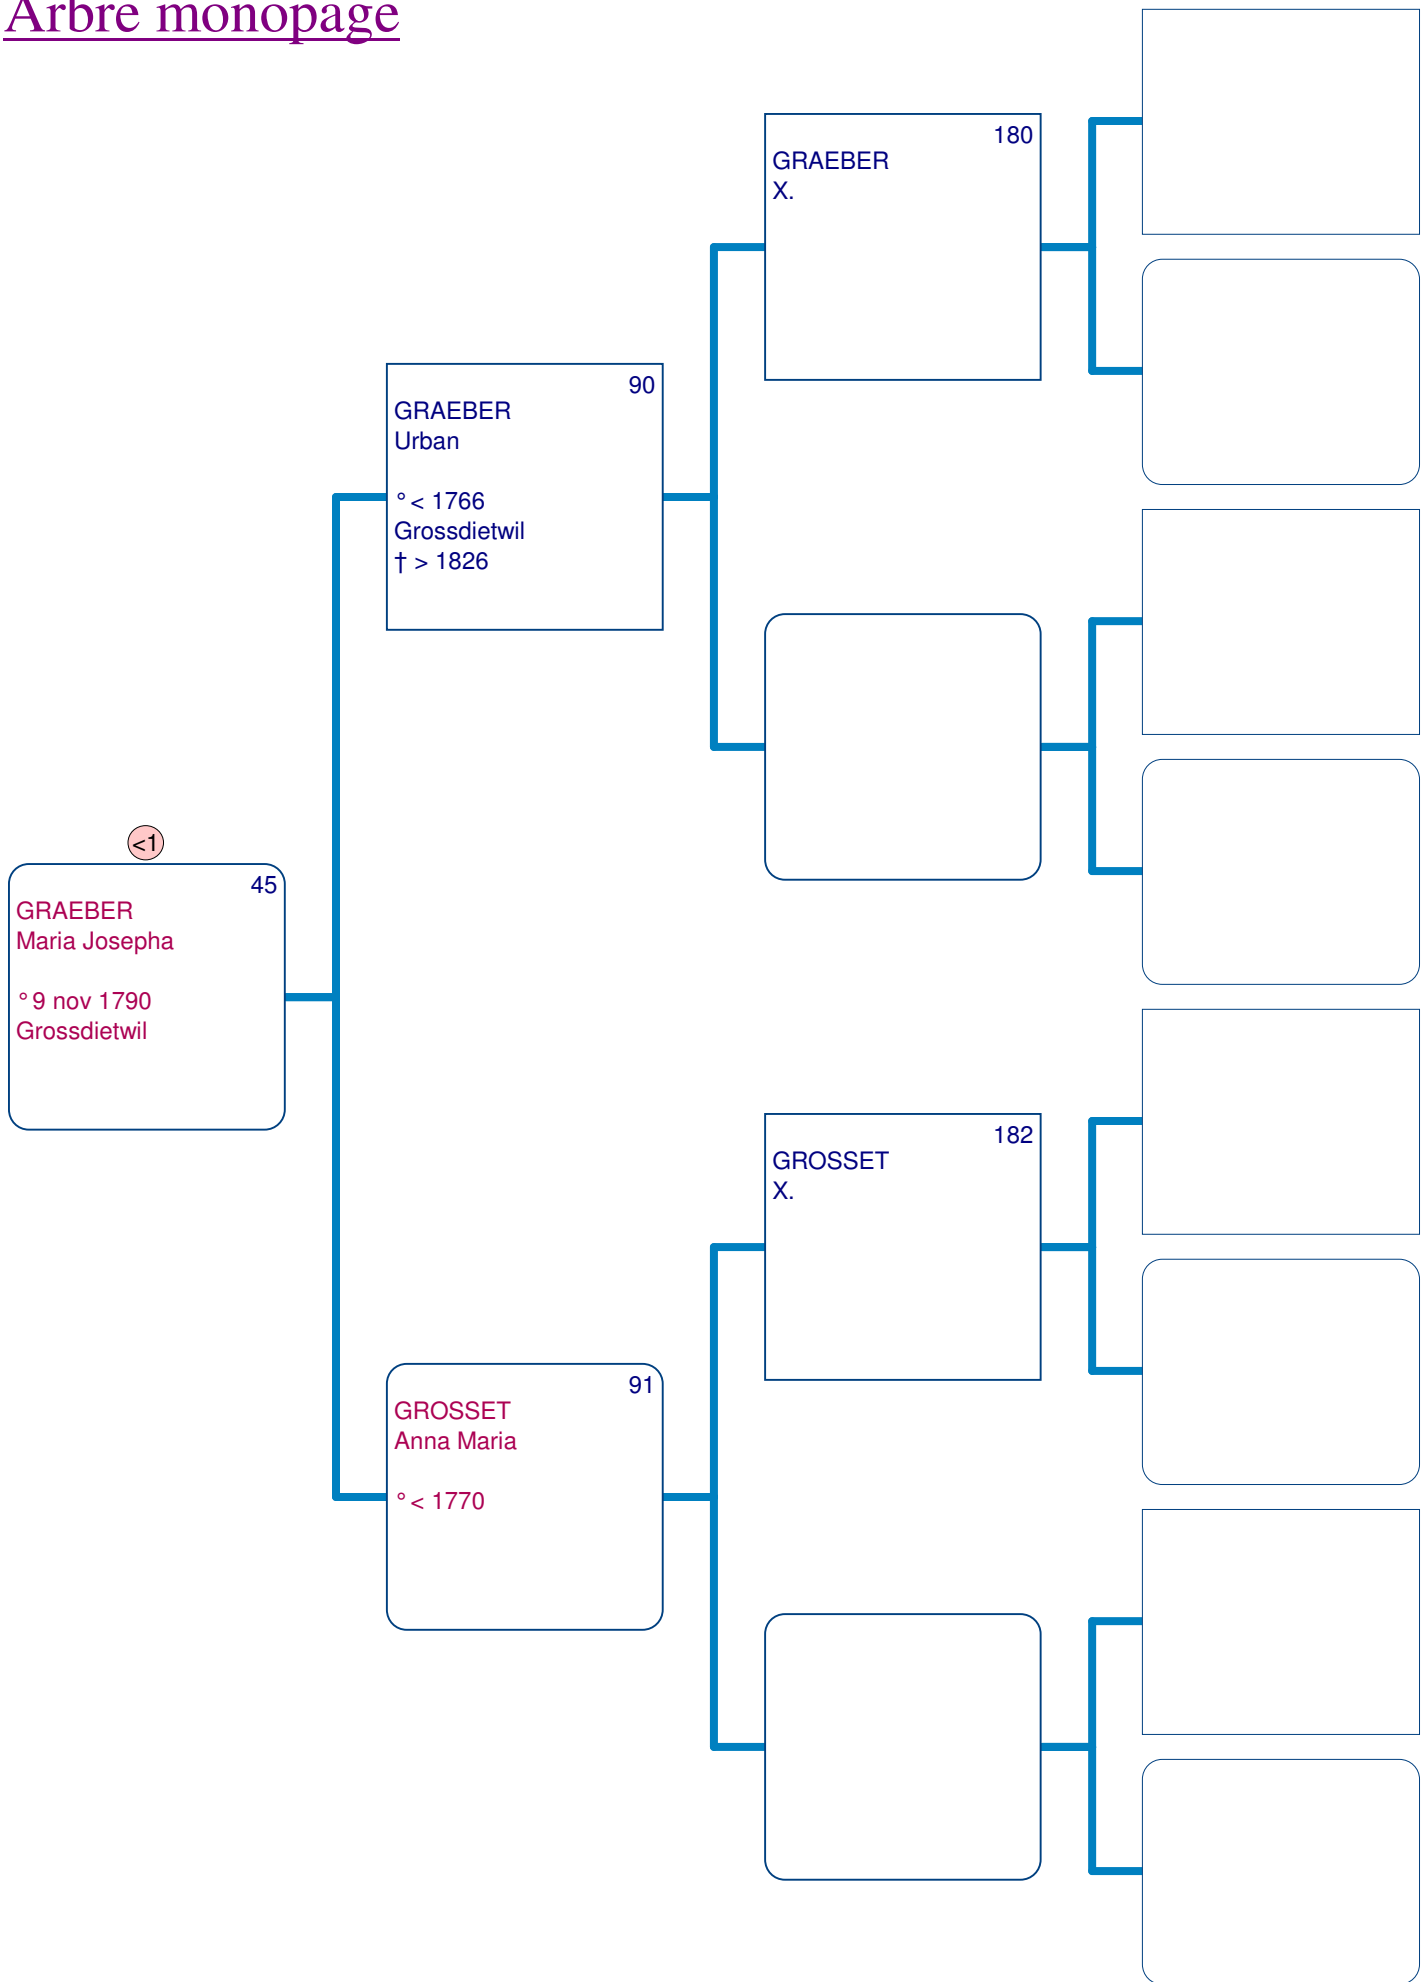 Arbre monopage
180
GRAEBER
X.
90
GRAEBER
Urban
° < 1766
Grossdietwil
† > 1826
<1
45
GRAEBER
Maria Josepha
° 9 nov 1790
Grossdietwil
182
GROSSET
X.
91
GROSSET
Anna Maria
° < 1770